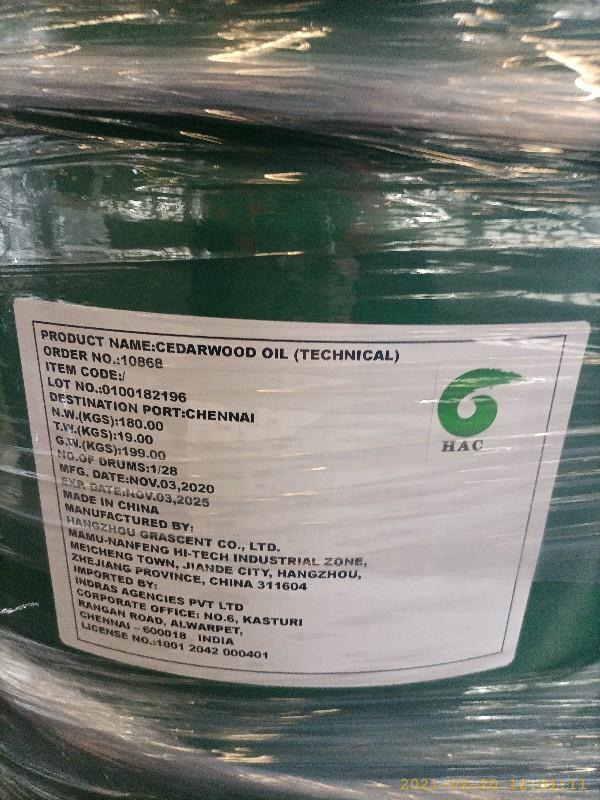 PRODUCT NAME:CEDARWOOD OIL (TECHNICAL)
ORDER NO.:10868
ITEM CODE:/
LOT NO.:0100182196
DESTINATION PORT:CHENNAI
N.W.(KGS):180.00
T.W.(KGS):19.00
G.W.(KGS):199.00
NO.OF DRUMS:1/28
MFG. DATE:NOV.03,2020
EXP. DATE:NOV.03,2025
MADE IN CHINA
MANUFACTURED BY:
HANGZHOU GRASCENT CO., LTD.
MAMU-NANFENG HI-TECH INDUSTRIAL ZONE,
MEICHENG TOWN, JIANDE CITY, HANGZHOU,
ZHEJIANG PROVINCE, CHINA 311604
IMPORTED BY:
INDRAS AGENCIES PVT LTD
CORPORATE OFFICE: NO.6, KASTURI
RANGAN ROAD, ALWARPET,
CHENNAI - 600018 INDIA
LICENSE NO.:1001 2042 000401
HAC